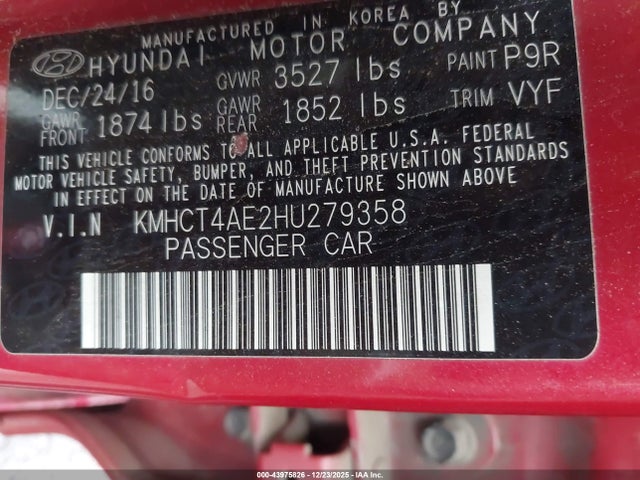 MANUFACTURED IN KOREA BY
HYUNDAI MOTOR COMPANY
DEC/24/16 GVWR 3527 lbs PAINT P9R
GAWR FRONT 1874 lbs GAWR REAR 1852 lbs TRIM VYF
THIS VEHICLE CONFORMS TO ALL APPLICABLE U.S.A. FEDERAL
MOTOR VEHICLE SAFETY, BUMPER, AND THEFT PREVENTION STANDARDS
IN EFFECT ON THE DATE OF MANUFACTURE SHOWN ABOVE
V.I.N KMHCT4AE2HU279358
PASSENGER CAR
000-43975826 • 12/23/2025 • IAA, Inc.